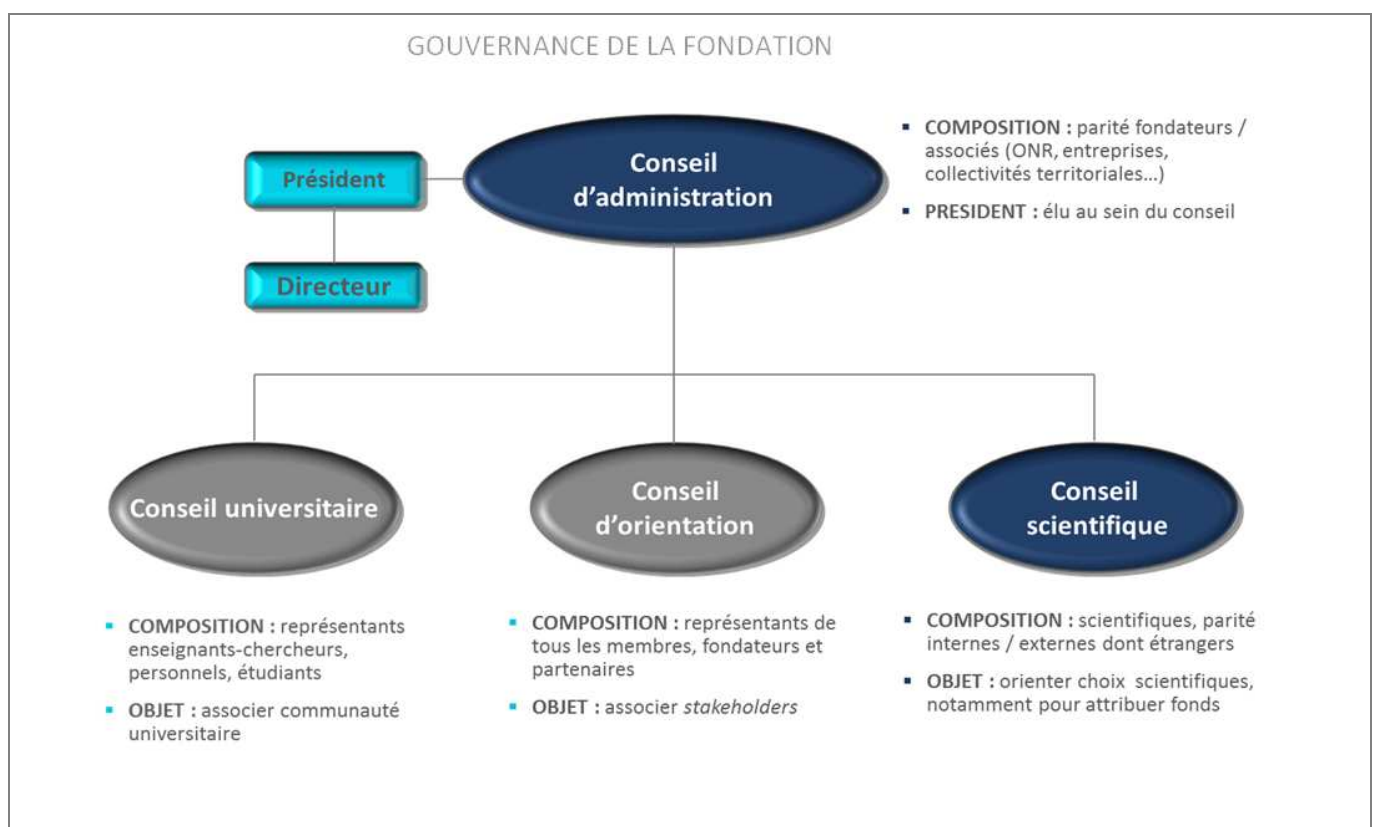 GOUVERNANCE DE LA FONDATION
Conseil
d'administration
Président
Directeur
▪ COMPOSITION : parité fondateurs /
associés (ONR, entreprises,
collectivités territoriales...)
▪ PRESIDENT : élu au sein du conseil
Conseil universitaire
▪ COMPOSITION : représentants
enseignants-chercheurs,
personnels, étudiants
▪ OBJET : associer communauté
universitaire
Conseil
d'orientation
▪ COMPOSITION : représentants de
tous les membres, fondateurs et
partenaires
▪ OBJET : associer stakeholders
Conseil
scientifique
▪ COMPOSITION : scientifiques, parité
internes / externes dont étrangers
▪ OBJET : orienter choix scientifiques,
notamment pour attribuer fonds